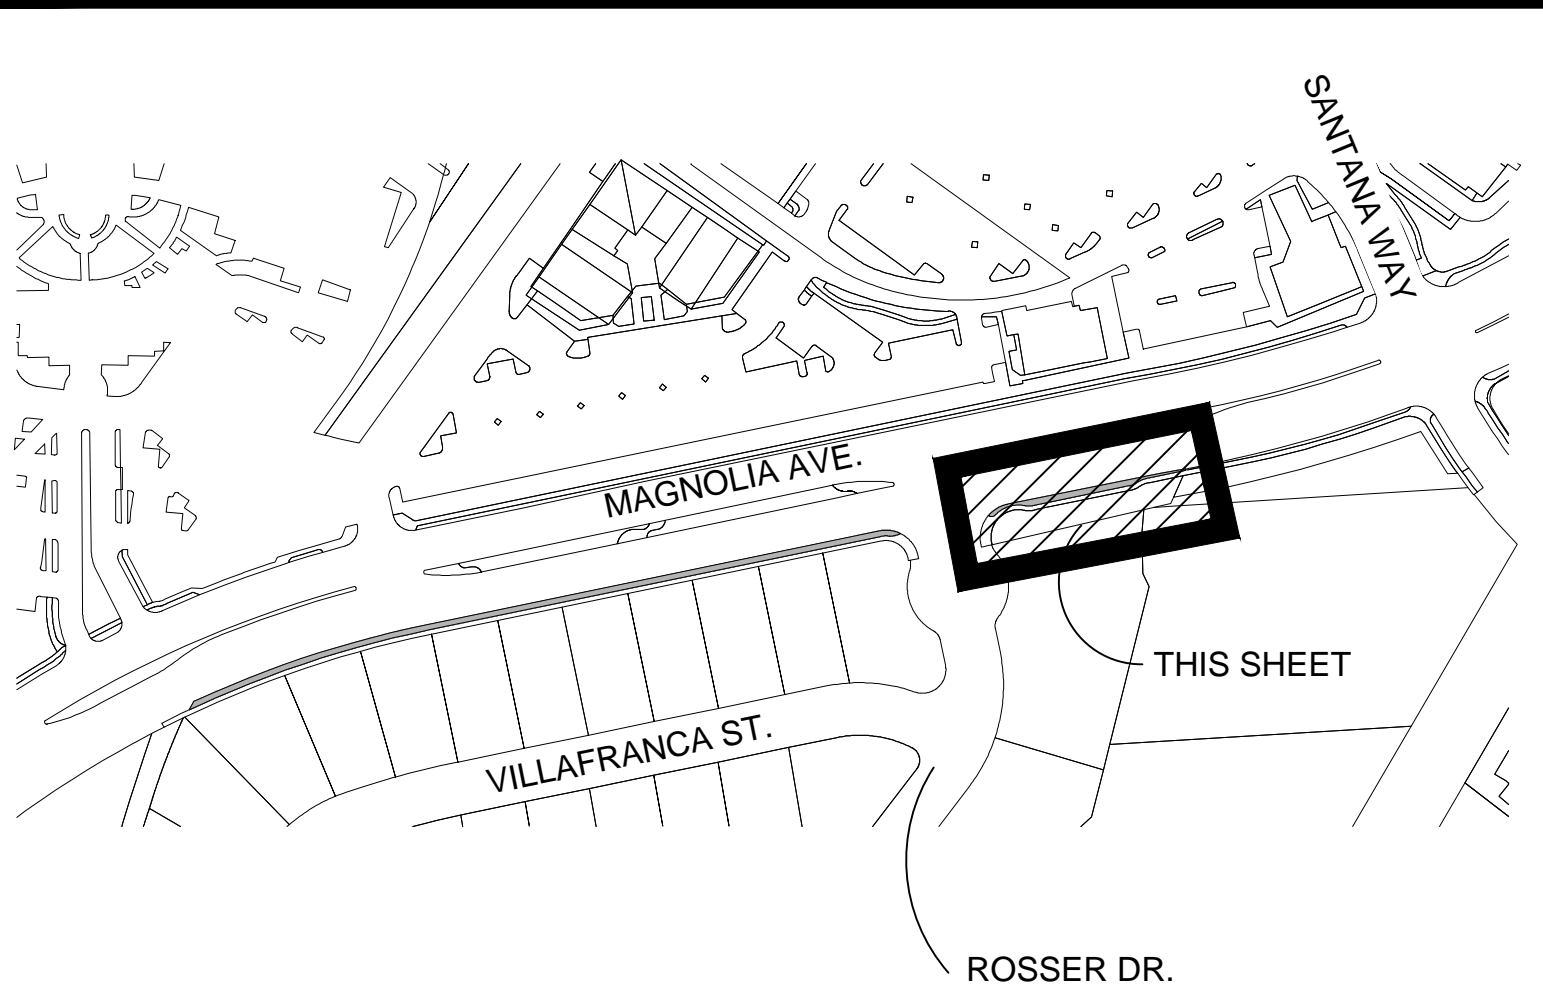 SANTANA WAY
MAGNOLIA AVE.
THIS SHEET
VILLAFRANCA ST.
ROSSER DR.